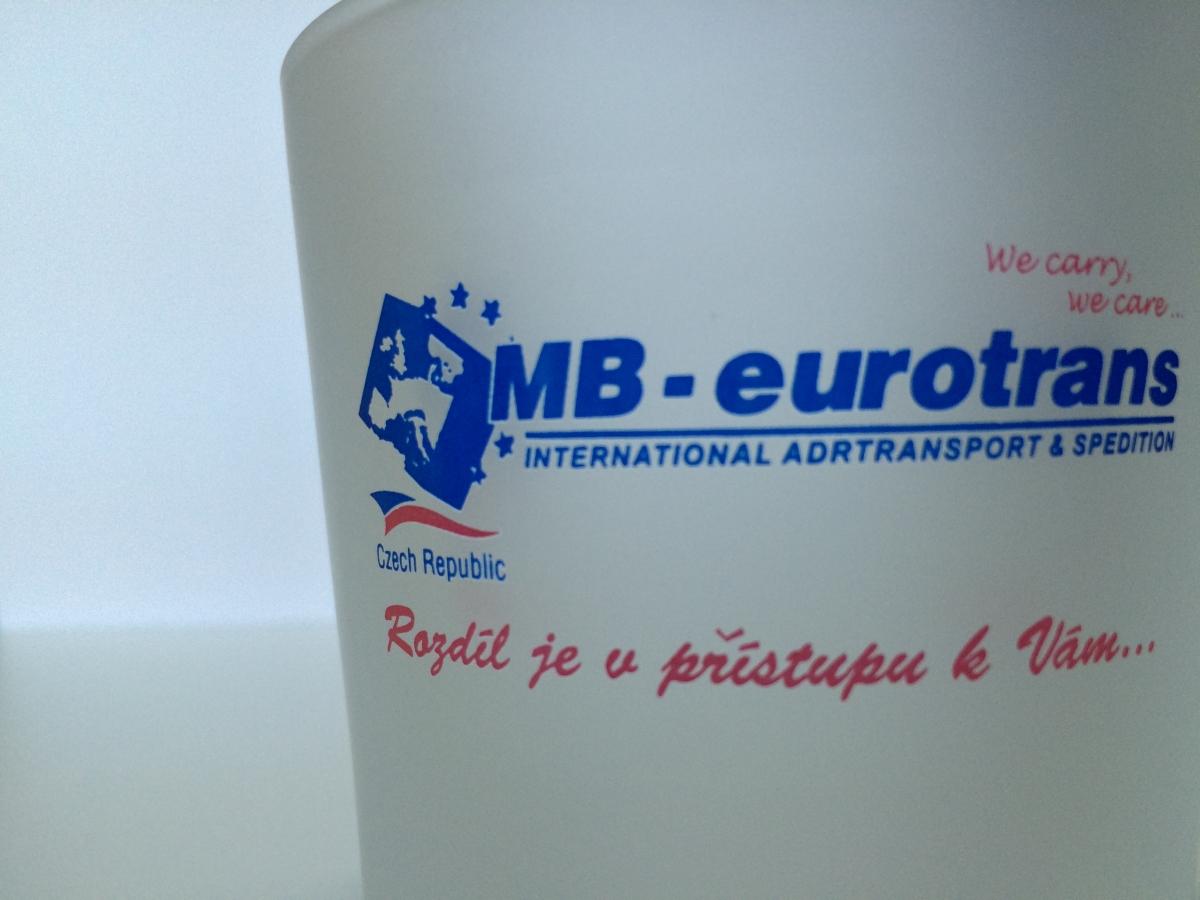 We carry,
we care...
MB - eurotrans
INTERNATIONAL ADRTRANSPORT & SPEDITION
Czech Republic
Rozdíl je v přístupu k Vám...